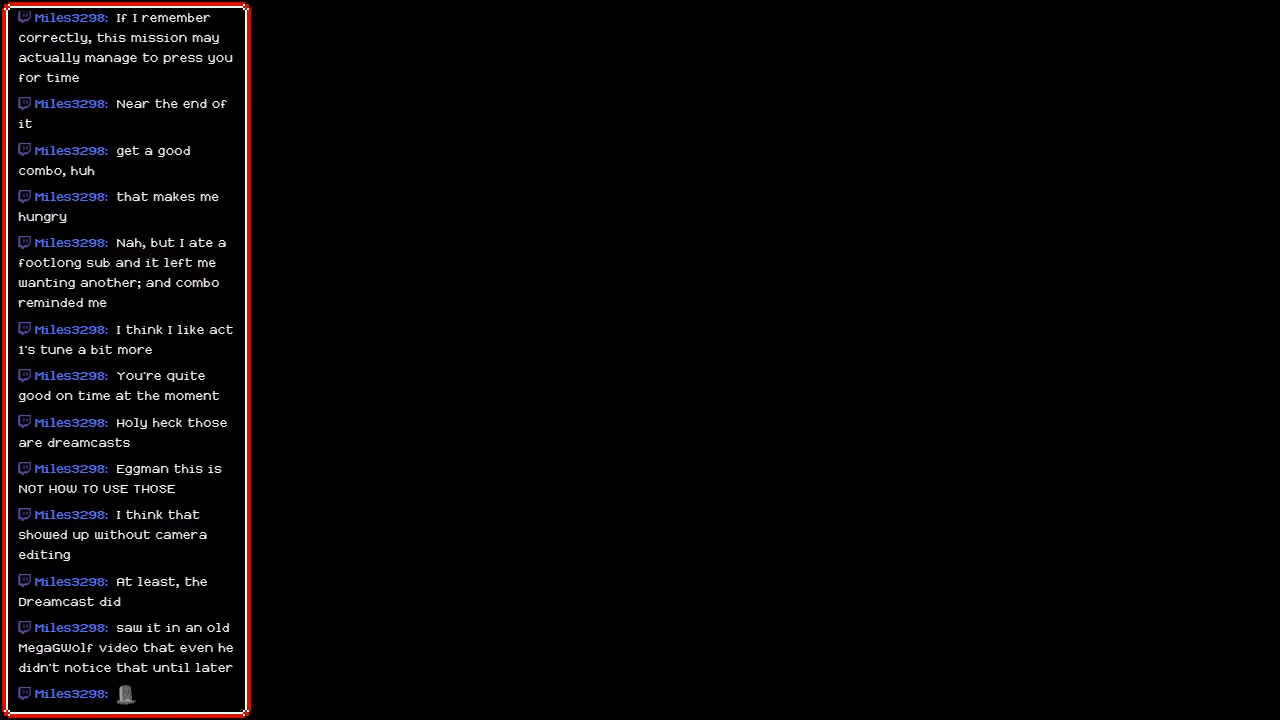 Miles3298: If I remember
correctly, this mission may
actually manage to press you
for time
Miles3298: Near the end of
it
Miles3298: get a good
combo, huh
Miles3298: that makes me
hungry
Miles3298: Nah, but I ate a
footlong sub and it left me
wanting another; and combo
reminded me
Miles3298: I think I like act
1's tune a bit more
Miles3298: You're quite
good on time at the moment
Miles3298: Holy heck those
are dreamcasts
Miles3298: Eggman this is
NOT HOW TO USE THOSE
Miles3298: I think that
showed up without camera
editing
Miles3298: At least, the
Dreamcast did
Miles3298: saw it in an old
MegaGWolf video that even he
didn't notice that until later
Miles3298: